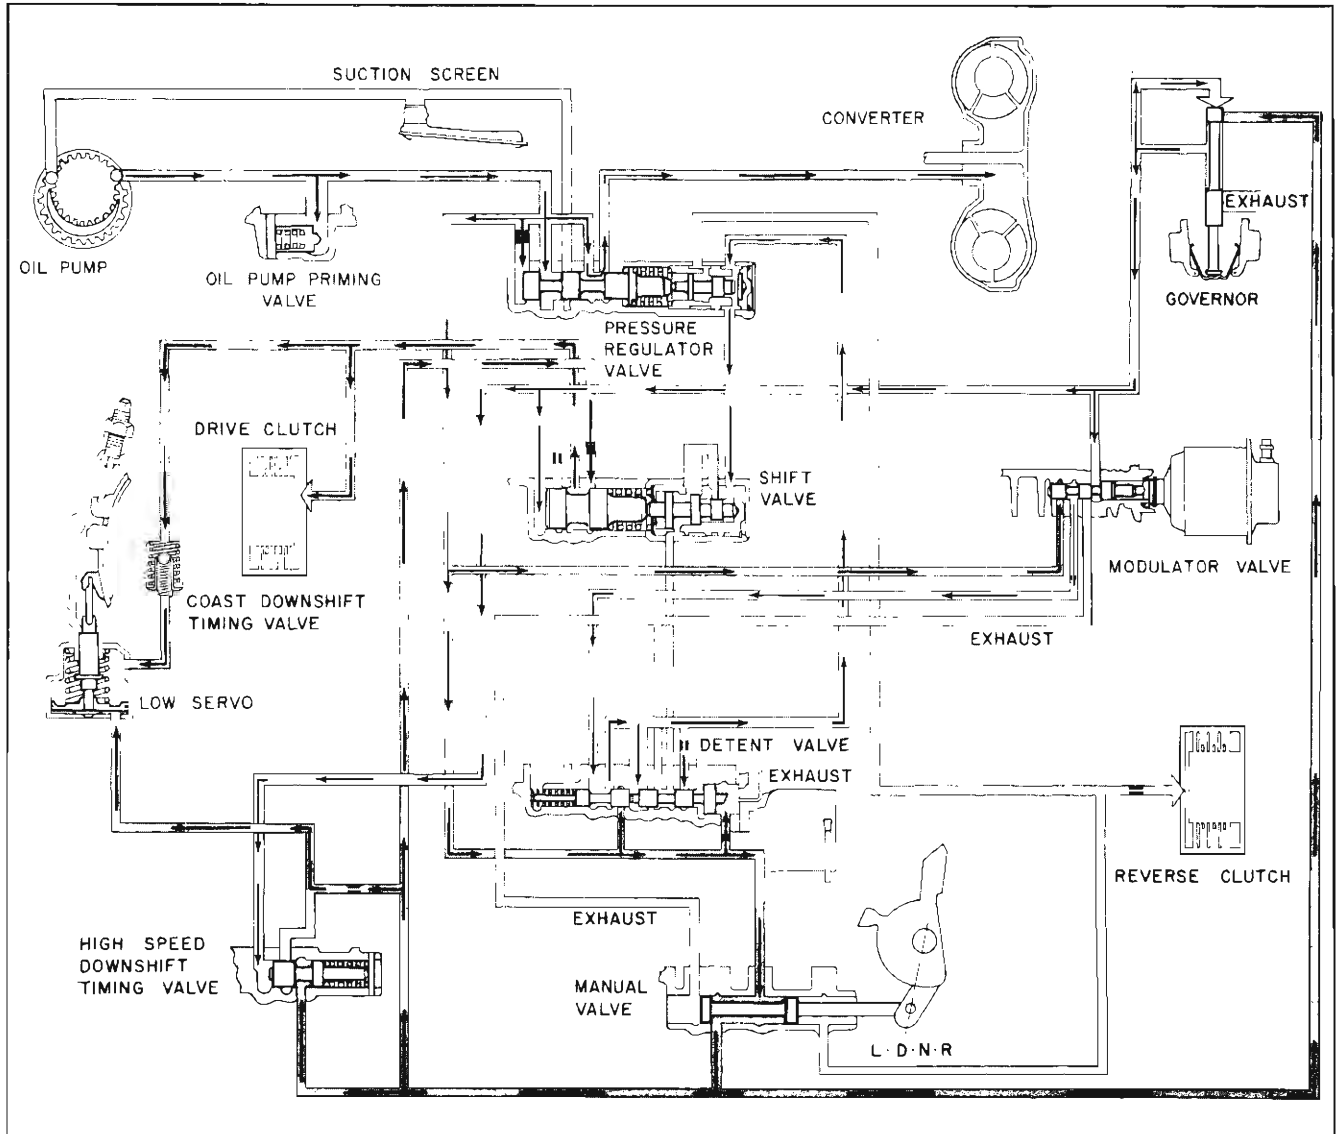 SUCTION SCREEN
CONVERTER
EXHAUST
OIL PUMP
OIL PUMP PRIMING
VALVE
GOVERNOR
PRESSURE
REGULATOR
VALVE
DRIVE CLUTCH
SHIFT
VALVE
MODULATOR VALVE
COAST DOWNSHIFT
TIMING VALVE
EXHAUST
LOW SERVO
DETENT VALVE
EXHAUST
REVERSE CLUTCH
EXHAUST
HIGH SPEED
DOWNSHIFT
TIMING VALVE
MANUAL
VALVE
L·D·N·R